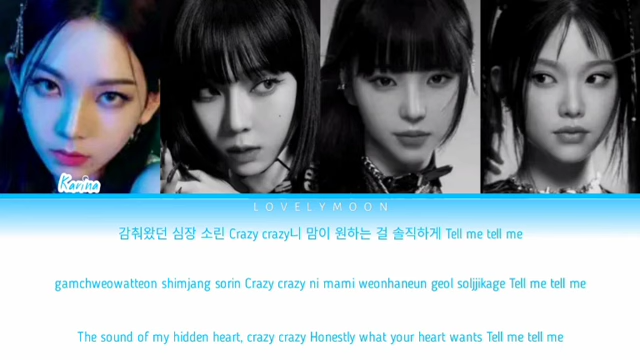 Karina
LOVELYMOON
감춰왔던 심장 소린 Crazy crazy니 맘이 원하는 걸 솔직하게 Tell me tell me
gamchweowatteon shimjang sorin Crazy crazy ni mami weonhaneun geol soljjikage Tell me tell me
The sound of my hidden heart, crazy crazy Honestly what your heart wants Tell me tell me